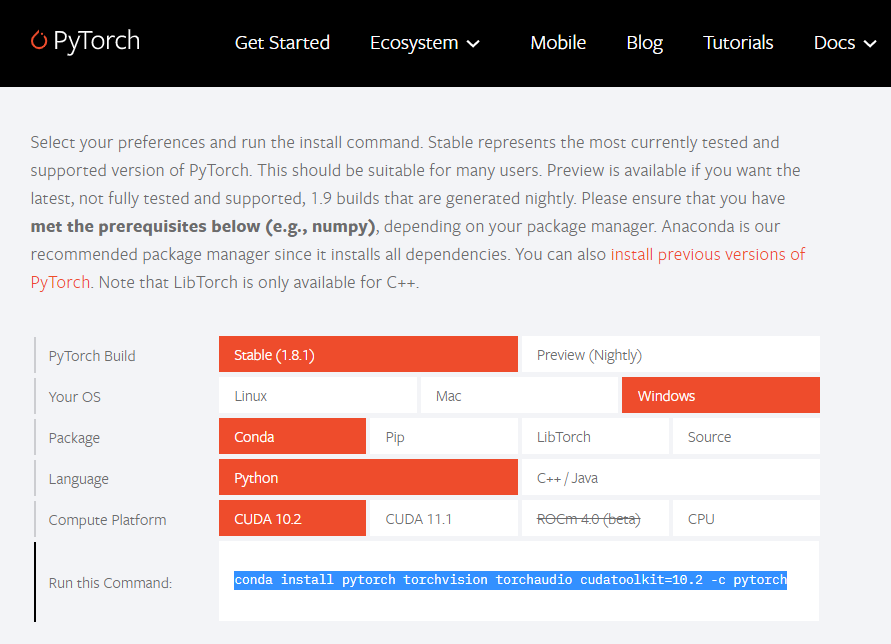 PyTorch Get Started Ecosystem Mobile Blog Tutorials Docs
Select your preferences and run the install command. Stable represents the most currently tested and
supported version of PyTorch. This should be suitable for many users. Preview is available if you want the
latest, not fully tested and supported, 1.9 builds that are generated nightly. Please ensure that you have
met the prerequisites below (e.g., numpy), depending on your package manager. Anaconda is our
recommended package manager since it installs all dependencies. You can also install previous versions of
PyTorch. Note that LibTorch is only available for C++.
PyTorch Build Stable (1.8.1) Preview (Nightly)
Your OS Linux Mac Windows
Package Conda Pip LibTorch Source
Language Python C++ / Java
Compute Platform CUDA 10.2 CUDA 11.1 ROCm 4.0 (beta) CPU
Run this Command: conda install pytorch torchvision torchaudio cudatoolkit=10.2 -c pytorch